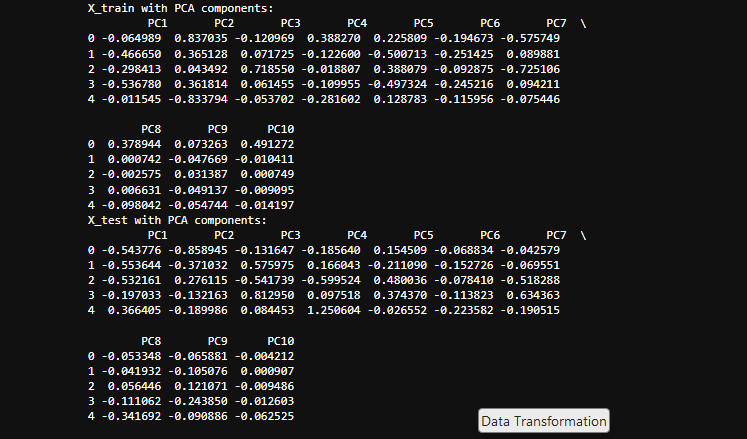 X_train with PCA components:
PC1 PC2 PC3 PC4 PC5 PC6 PC7 \
0 -0.064989 0.837035 -0.120969 0.388270 0.225809 -0.194673 -0.575749
1 -0.466650 0.365128 0.071725 -0.122600 -0.500713 -0.251425 0.089881
2 -0.298413 0.043492 0.718550 -0.018807 0.388079 -0.092875 -0.725106
3 -0.536780 0.361814 0.061455 -0.109955 -0.497324 -0.245216 0.094211
4 -0.011545 -0.833794 -0.053702 -0.281602 0.128783 -0.115956 -0.075446
PC8 PC9 PC10
0 0.378944 0.073263 0.491272
1 0.000742 -0.047669 -0.010411
2 -0.002575 0.031387 0.000749
3 0.006631 -0.049137 -0.009095
4 -0.098042 -0.054744 -0.014197
X_test with PCA components:
PC1 PC2 PC3 PC4 PC5 PC6 PC7 \
0 -0.543776 -0.858945 -0.131647 -0.185640 0.154509 -0.068834 -0.042579
1 -0.553644 -0.371032 0.575975 0.166043 -0.211090 -0.152726 -0.069551
2 -0.532161 0.276115 -0.541739 -0.599524 0.480036 -0.078410 -0.518288
3 -0.197033 -0.132163 0.812950 0.097518 0.374370 -0.113823 0.634363
4 0.366405 -0.189986 0.084453 1.250604 -0.026552 -0.223582 -0.190515
PC8 PC9 PC10
0 -0.053348 -0.065881 -0.004212
1 -0.041932 -0.105076 0.000907
2 0.056446 0.121071 -0.009486
3 -0.111062 -0.243850 -0.012603
4 -0.341692 -0.090886 -0.062525
Data Transformation